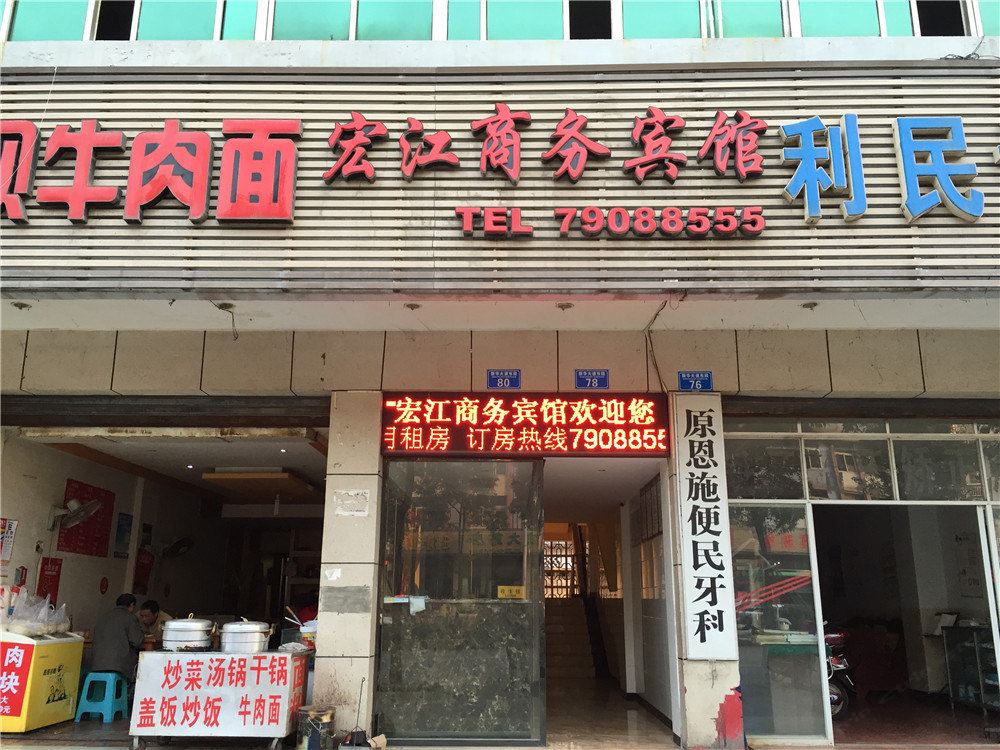 牛肉面
宏江商务宾馆
TEL 79088555
利民
80
78
76
宏江商务宾馆欢迎您
租房 订房热线7908855
原恩施便民牙科
炒菜汤锅干锅
盖饭炒饭 牛肉面
肉
块